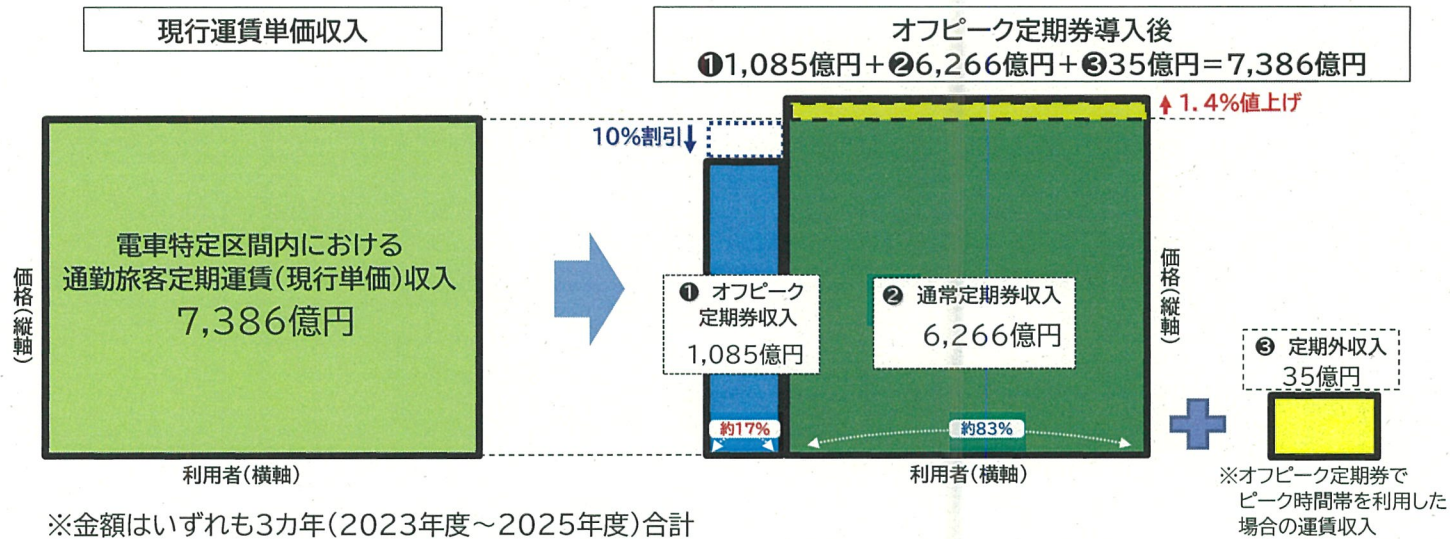 現行運賃単価収入
オフピーク定期券導入後
❶1,085億円＋❷6,266億円＋❸35億円＝7,386億円
1.4%値上げ
10%割引
電車特定区間内における
通勤旅客定期運賃(現行単価)収入
7,386億円
価格(縦軸)
利用者(横軸)
❶ オフピーク
定期券収入
1,085億円
❷ 通常定期券収入
6,266億円
約17%
約83%
利用者(横軸)
価格(縦軸)
❸ 定期外収入
35億円
※オフピーク定期券で
ピーク時間帯を利用した
場合の運賃収入
※金額はいずれも3カ年(2023年度～2025年度)合計